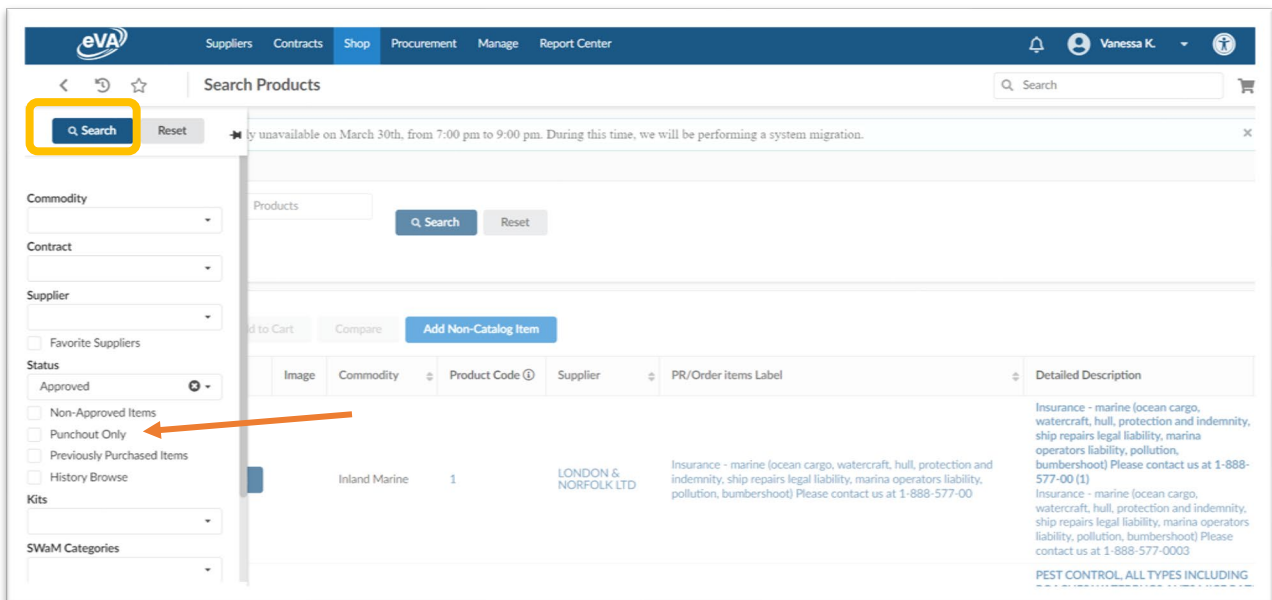 eVA
Suppliers Contracts Shop Procurement Manage Report Center
Vanessa K.
Search Products
Search
Search Reset
ly unavailable on March 30th, from 7:00 pm to 9:00 pm. During this time, we will be performing a system migration.
Commodity
Contract
Supplier
Favorite Suppliers
Status
Approved
Non-Approved Items
Punchout Only
Previously Purchased Items
History Browse
Kits
SWaM Categories
Products
Search Reset
d to Cart Compare Add Non-Catalog Item
Image Commodity Product Code Supplier PR/Order items Label Detailed Description
Inland Marine
1
LONDON &
NORFOLK LTD
Insurance - marine (ocean cargo, watercraft, hull, protection and
indemnity, ship repairs legal liability, marina operators liability,
pollution, bumbershoot) Please contact us at 1-888-577-00
Insurance - marine (ocean cargo,
watercraft, hull, protection and indemnity,
ship repairs legal liability, marina
operators liability, pollution,
bumbershoot) Please contact us at 1-888-
577-00 (1)
Insurance - marine (ocean cargo,
watercraft, hull, protection and indemnity,
ship repairs legal liability, marina operators
liability, pollution, bumbershoot) Please
contact us at 1-888-577-0003
PEST CONTROL, ALL TYPES INCLUDING